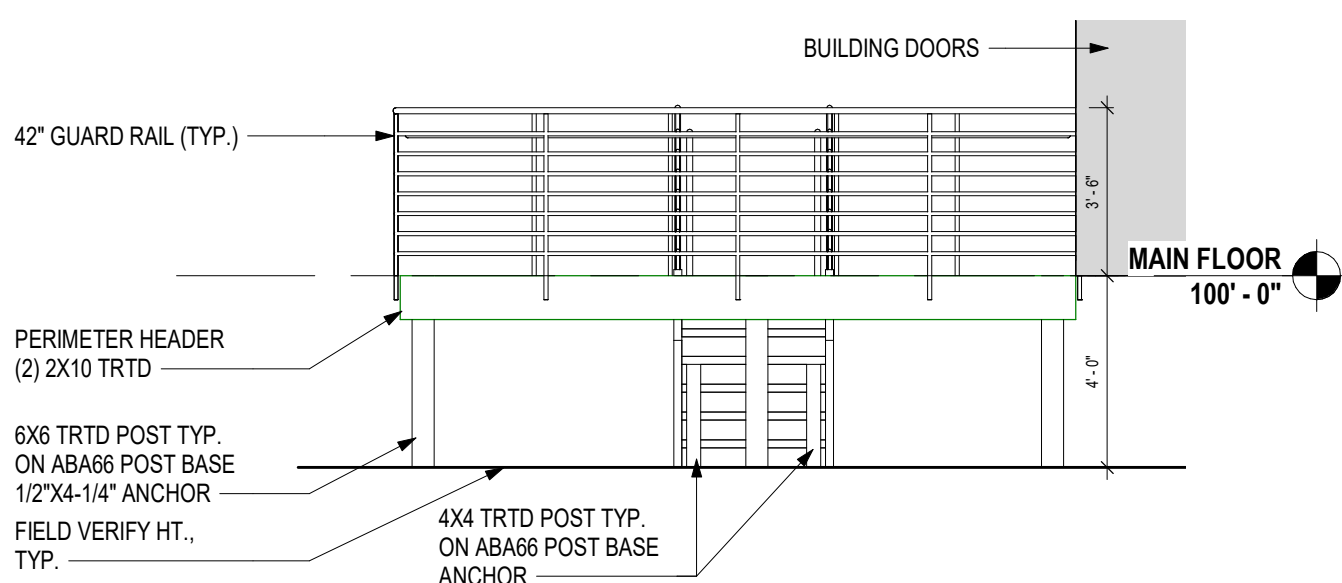 BUILDING DOORS
42" GUARD RAIL (TYP.)
3' - 6"
MAIN FLOOR
100' - 0"
PERIMETER HEADER
(2) 2X10 TRTD
4' - 0"
6X6 TRTD POST TYP.
ON ABA66 POST BASE
1/2"X4-1/4" ANCHOR
FIELD VERIFY HT.,
TYP.
4X4 TRTD POST TYP.
ON ABA66 POST BASE
ANCHOR